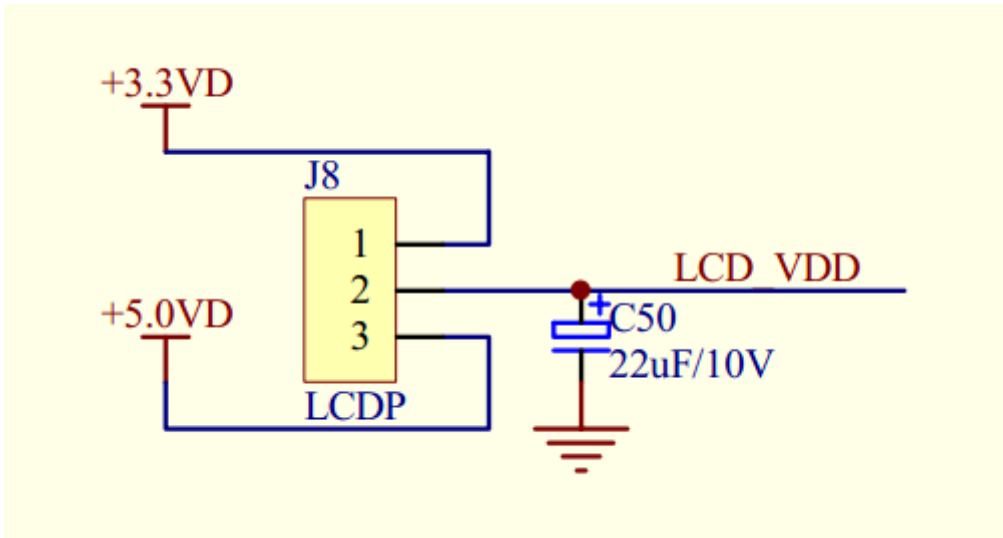 +3.3VD
J8
1
2
3
LCDP
+5.0VD
LCD_VDD
+
C50
22uF/10V